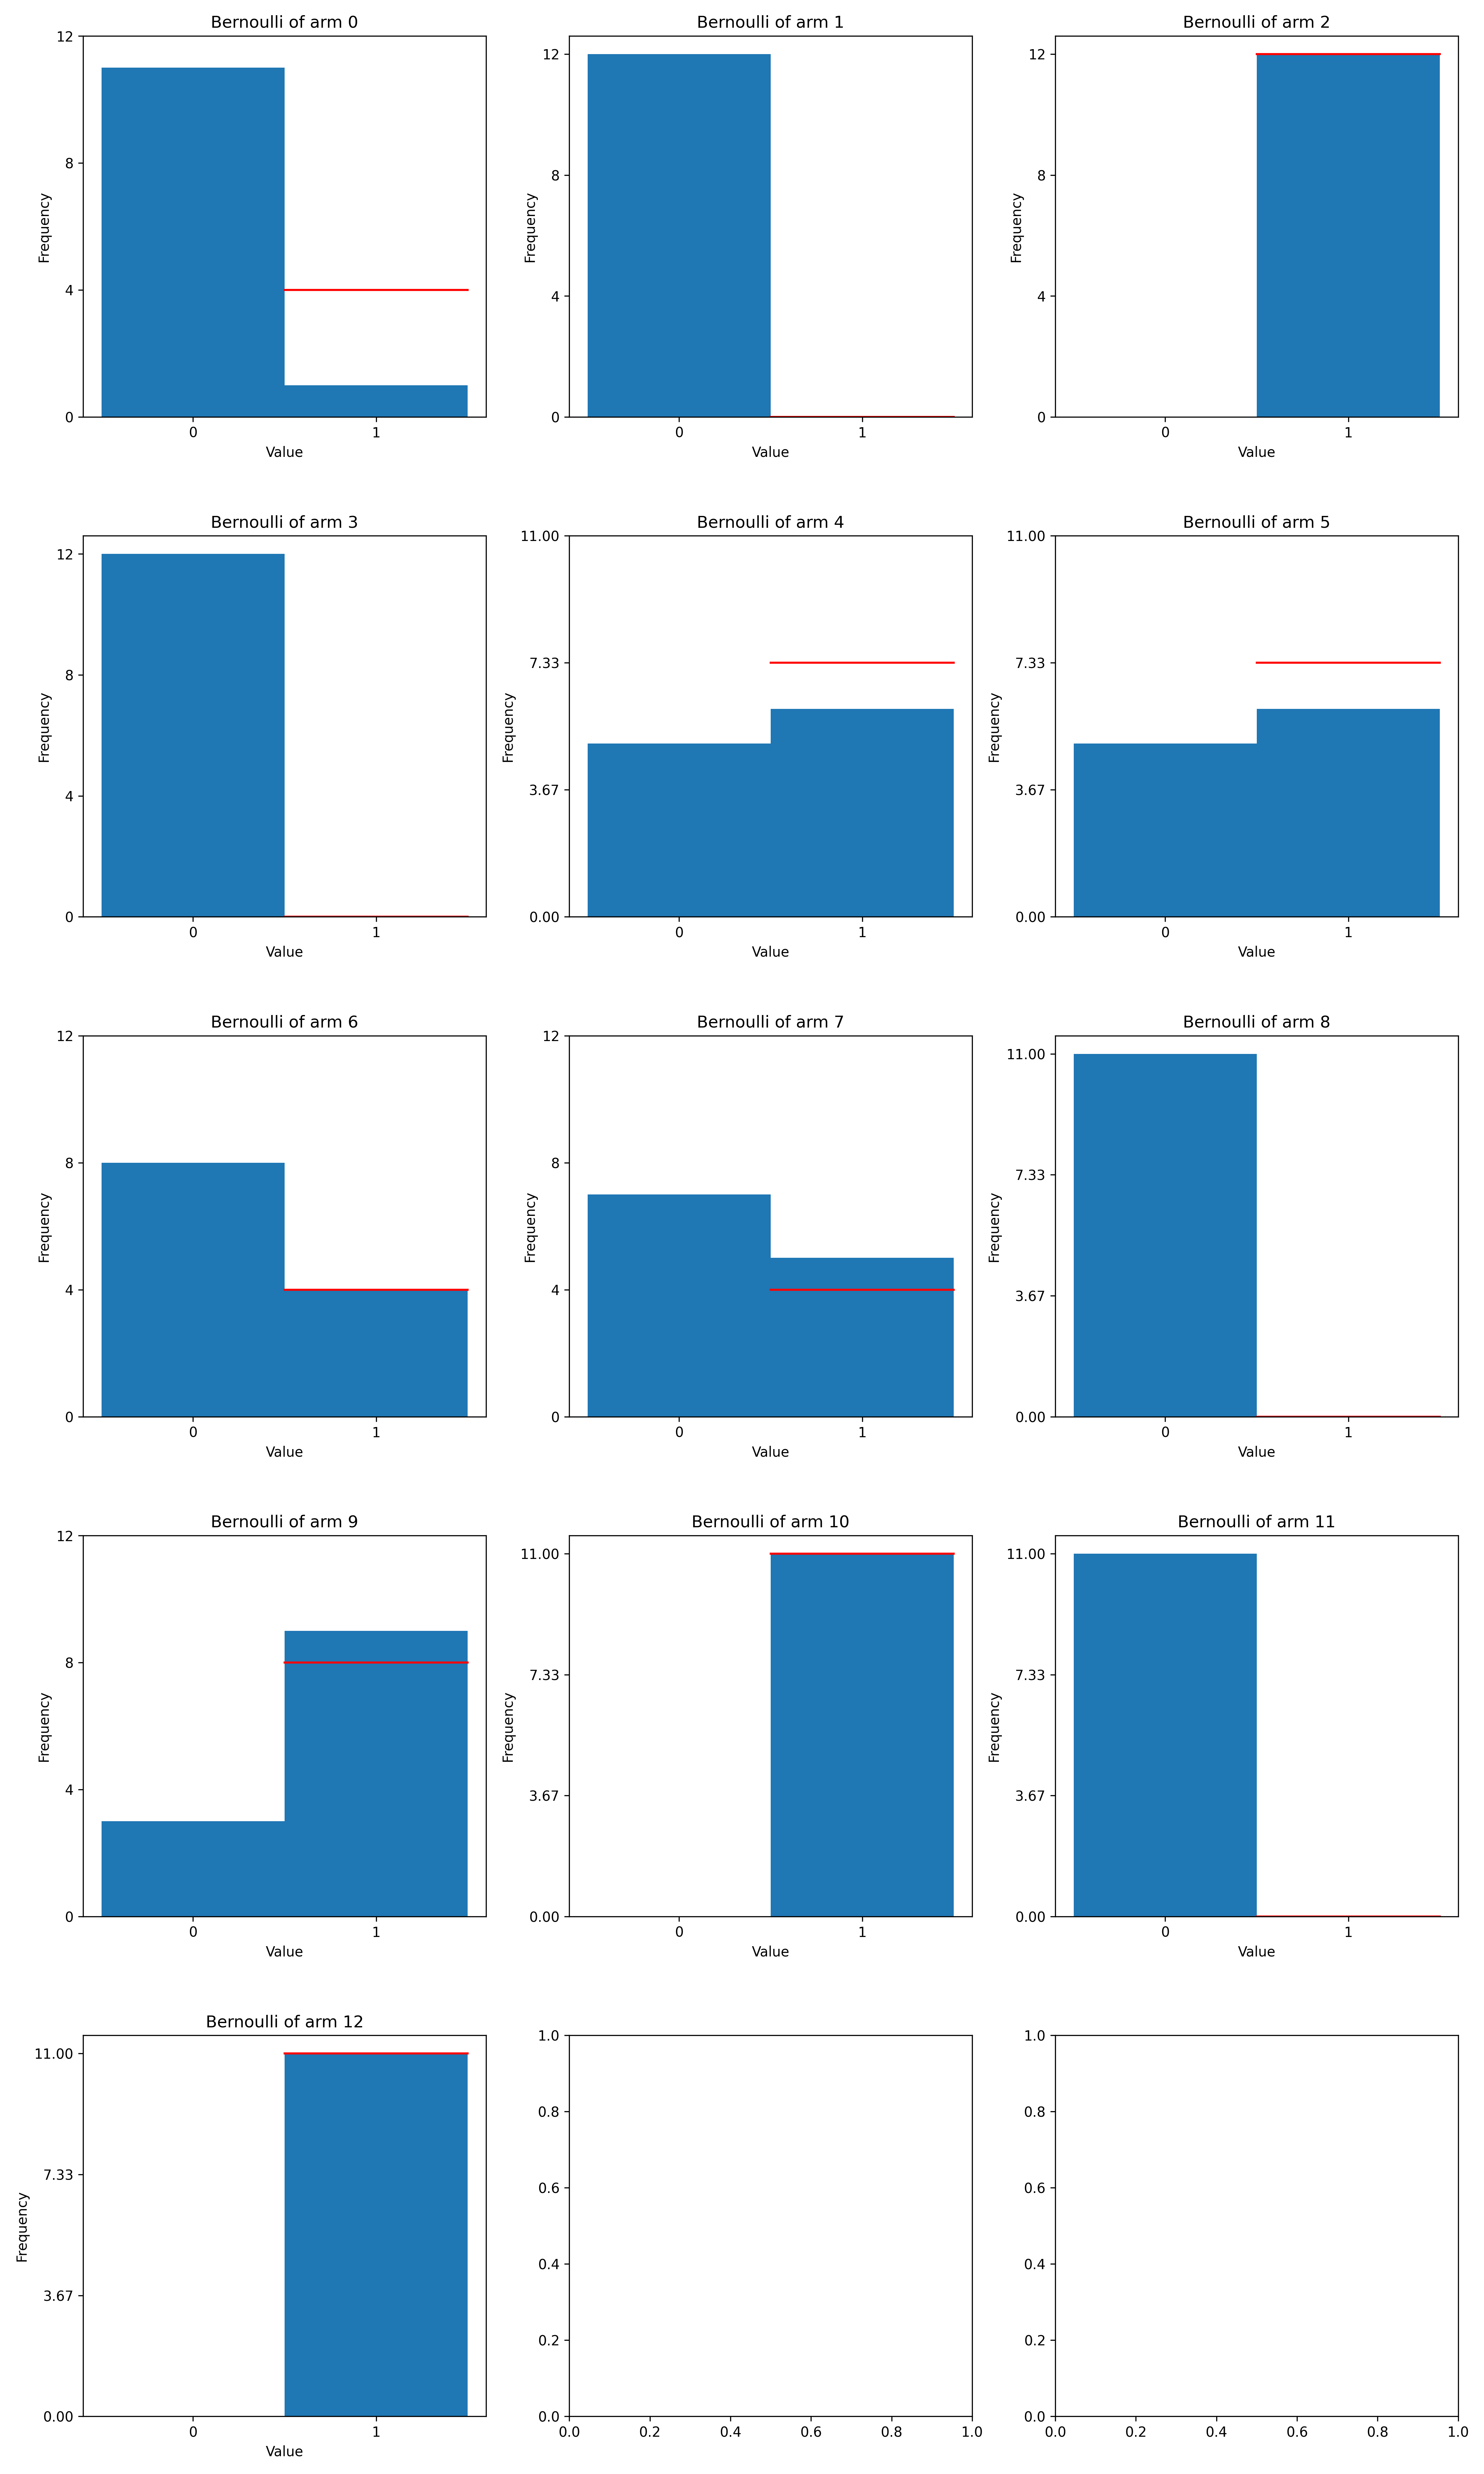 Bernoulli of arm 0
12
8
4
0
Frequency
0 1
Value
Bernoulli of arm 1
12
8
4
0
Frequency
0 1
Value
Bernoulli of arm 2
12
8
4
0
Frequency
0 1
Value
Bernoulli of arm 3
12
8
4
0
Frequency
0 1
Value
Bernoulli of arm 4
11.00
7.33
3.67
0.00
Frequency
0 1
Value
Bernoulli of arm 5
11.00
7.33
3.67
0.00
Frequency
0 1
Value
Bernoulli of arm 6
12
8
4
0
Frequency
0 1
Value
Bernoulli of arm 7
12
8
4
0
Frequency
0 1
Value
Bernoulli of arm 8
11.00
7.33
3.67
0.00
Frequency
0 1
Value
Bernoulli of arm 9
12
8
4
0
Frequency
0 1
Value
Bernoulli of arm 10
11.00
7.33
3.67
0.00
Frequency
0 1
Value
Bernoulli of arm 11
11.00
7.33
3.67
0.00
Frequency
0 1
Value
Bernoulli of arm 12
11.00
7.33
3.67
0.00
Frequency
0 1
Value
1.0
0.8
0.6
0.4
0.2
0.0
0.0 0.2 0.4 0.6 0.8 1.0
1.0
0.8
0.6
0.4
0.2
0.0
0.0 0.2 0.4 0.6 0.8 1.0